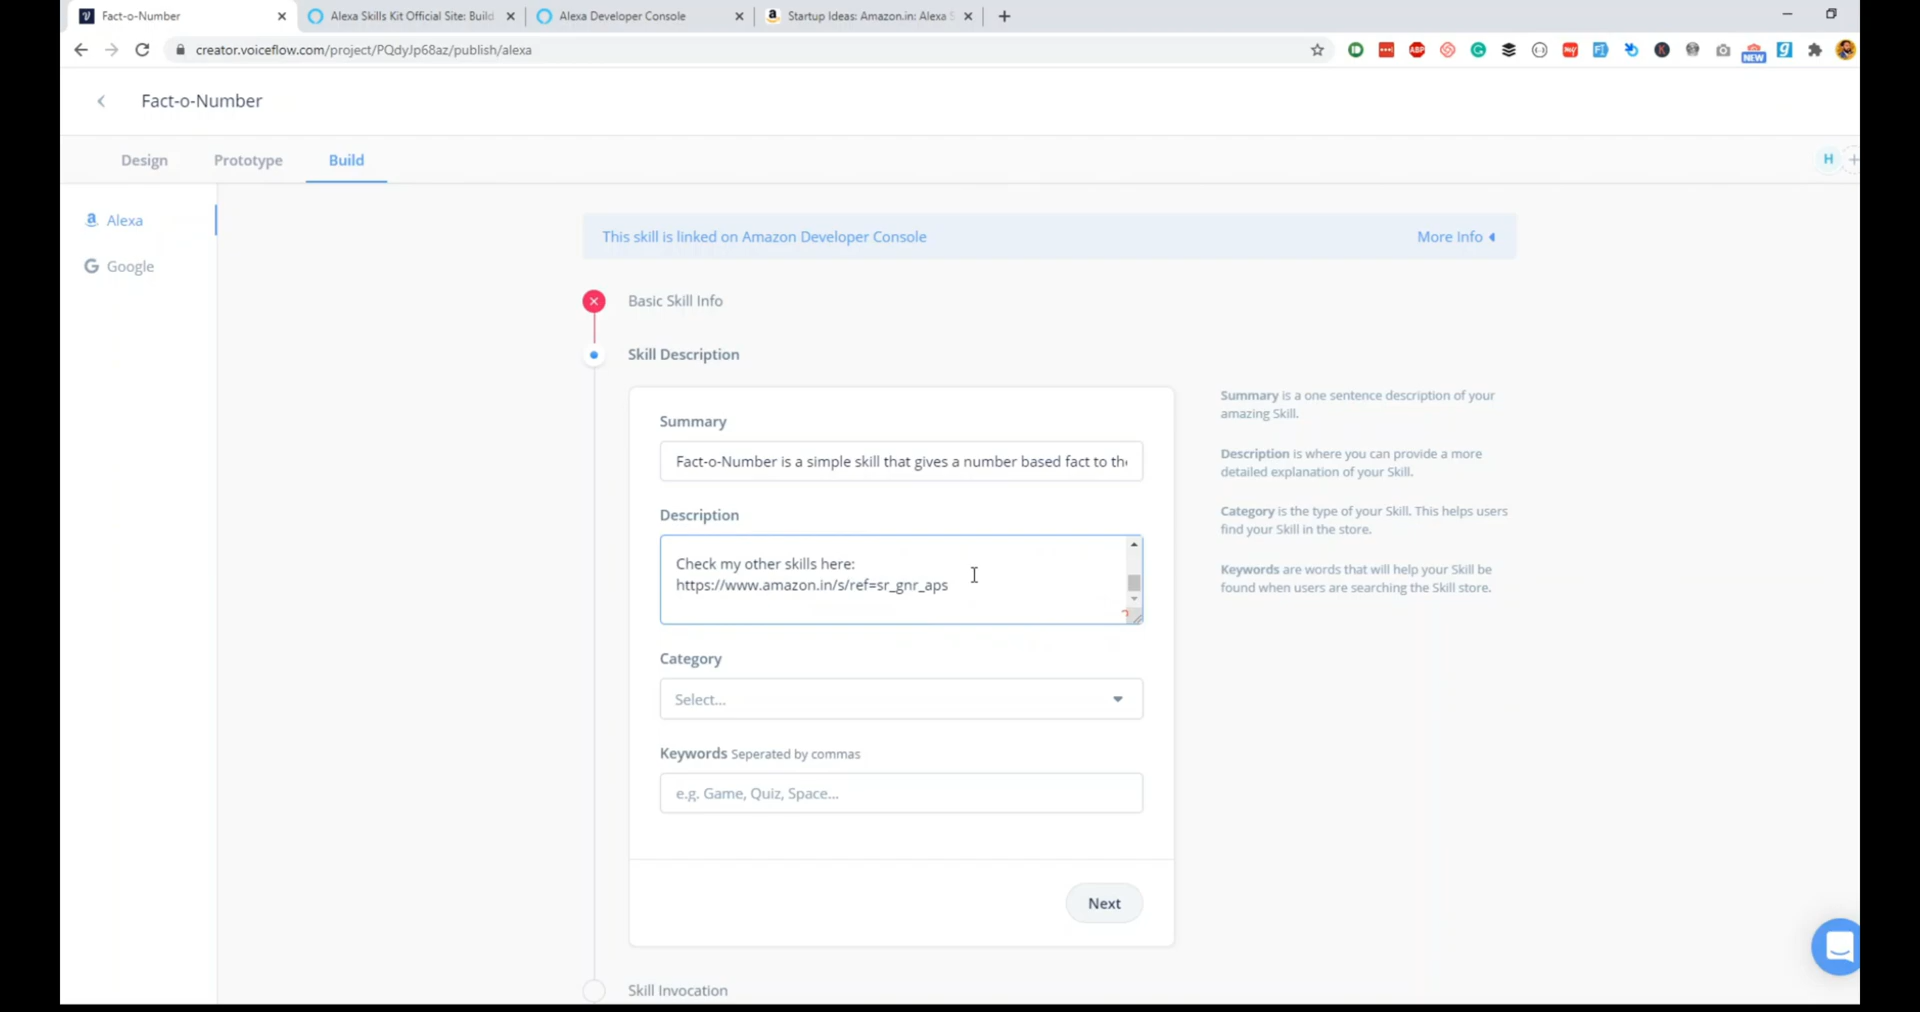 Fact-o-Number
Alexa Skills Kit Official Site: Build
Alexa Developer Console
Startup Ideas: Amazon.in: Alexa S
creator.voiceflow.com/project/PQdyJp68az/publish/alexa
ABP
NEW
Fact-o-Number
Design
Prototype
Build
H
Alexa
Google
This skill is linked on Amazon Developer Console
More Info
Basic Skill Info
Skill Description
Summary
Fact-o-Number is a simple skill that gives a number based fact to the
Description
Check my other skills here:
https://www.amazon.in/s/ref=sr_gnr_aps
Category
Select...
Keywords Seperated by commas
e.g. Game, Quiz, Space...
Next
Skill Invocation
Summary is a one sentence description of your
amazing Skill.
Description is where you can provide a more
detailed explanation of your Skill.
Category is the type of your Skill. This helps users
find your Skill in the store.
Keywords are words that will help your Skill be
found when users are searching the Skill store.